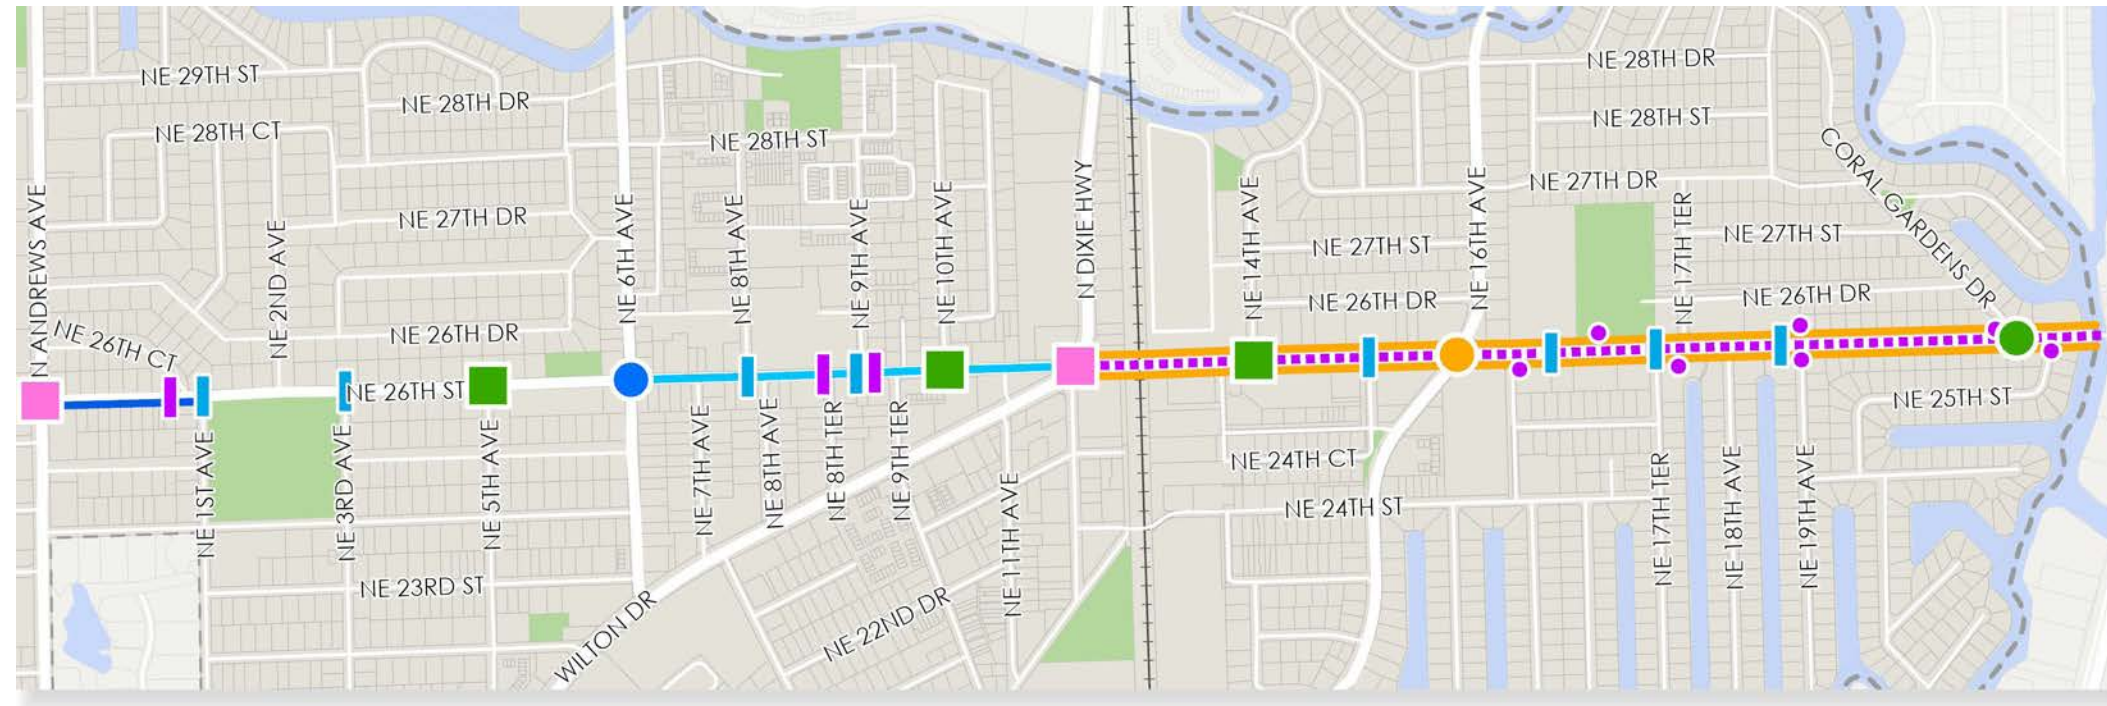 NE 29TH ST
NE 28TH DR
NE 28TH CT
NE 28TH ST
NE 28TH DR
NE 28TH ST
CORAL GARDENS DR
N ANDREWS AVE
NE 2ND AVE
NE 27TH DR
NE 6TH AVE
NE 8TH AVE
NE 9TH AVE
NE 10TH AVE
N DIXIE HWY
NE 14TH AVE
NE 27TH ST
NE 16TH AVE
NE 27TH DR
NE 17TH TER
NE 27TH ST
NE 26TH CT
NE 26TH DR
NE 26TH DR
NE 26TH DR
NE 26TH ST
NE 1ST AVE
NE 3RD AVE
NE 5TH AVE
NE 7TH AVE
NE 8TH AVE
NE 8TH TER
NE 9TH TER
NE 11TH AVE
NE 24TH CT
NE 24TH ST
NE 17TH TER
NE 18TH AVE
NE 19TH AVE
NE 25TH ST
NE 23RD ST
WILTON DR
NE 22ND DR